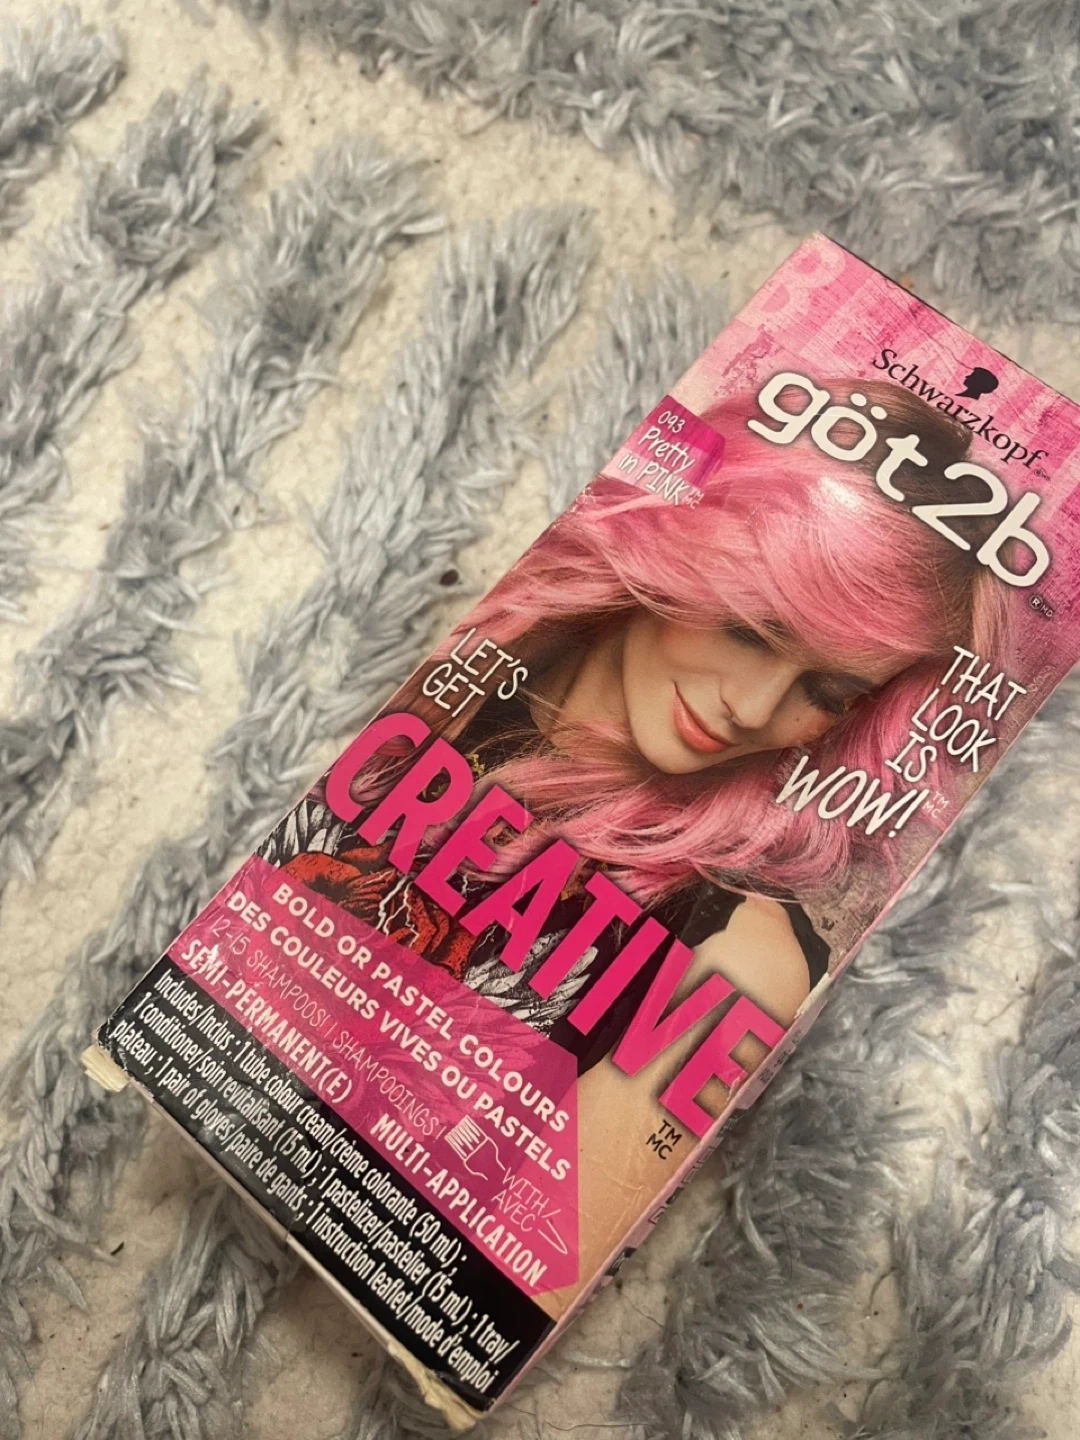 Schwarzkopf
göt2b
093
Pretty
in PINK
LET'S
GET
CREATIVE
THAT
LOOK
IS
WOW!
BOLD OR PASTEL COLOURS
DES COULEURS VIVES OU PASTELS
12-15 SHAMPOOS! | SHAMPOOINGS!
SEMI-PERMANENT(E)
WITH
AVEC
MULTI-APPLICATION
TM
MC
Includes/Inclus : 1 tube colour cream/crème colorante (50 mL) ;
1 conditioner/soin revitalisant (15 mL) ; 1 pastelizer/pastelier (15 mL) ; 1 tray/
plateau ; 1 pair of gloves/paire de gants ; 1 instruction leaflet/mode d'emploi